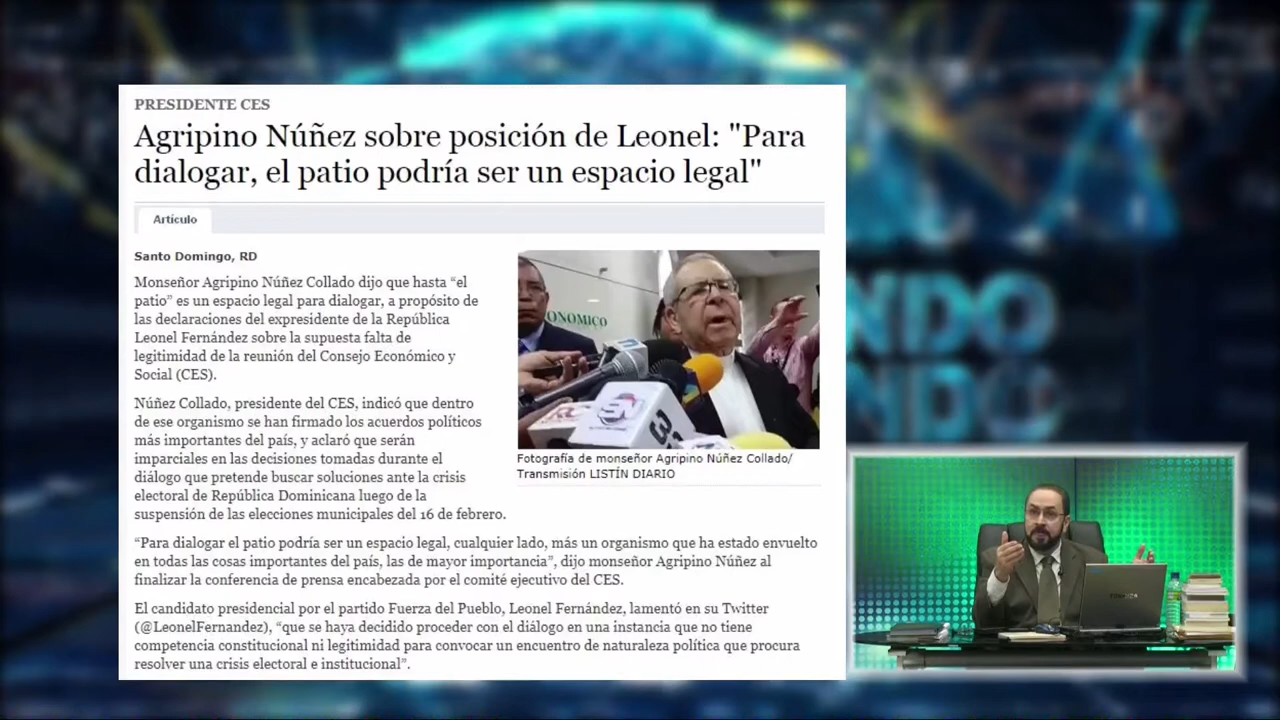 PRESIDENTE CES
Agripino Núñez sobre posición de Leonel: "Para
dialogar, el patio podría ser un espacio legal"
Artículo
Santo Domingo, RD
Monseñor Agripino Núñez Collado dijo que hasta “el
patio” es un espacio legal para dialogar, a propósito de
las declaraciones del expresidente de la República
Leonel Fernández sobre la supuesta falta de
legitimidad de la reunión del Consejo Económico y
Social (CES).
Núñez Collado, presidente del CES, indicó que dentro
de ese organismo se han firmado los acuerdos políticos
más importantes del país, y aclaró que serán
imparciales en las decisiones tomadas durante el
diálogo que pretende buscar soluciones ante la crisis
electoral de República Dominicana luego de la
suspensión de las elecciones municipales del 16 de febrero.
ONOMICO
SN
3
Fotografía de monseñor Agripino Núñez Collado/
Transmisión LISTÍN DIARIO
“Para dialogar el patio podría ser un espacio legal, cualquier lado, más un organismo que ha estado envuelto
en todas las cosas importantes del país, las de mayor importancia”, dijo monseñor Agripino Núñez al
finalizar la conferencia de prensa encabezada por el comité ejecutivo del CES.
El candidato presidencial por el partido Fuerza del Pueblo, Leonel Fernández, lamentó en su Twitter
(@LeonelFernandez), “que se haya decidido proceder con el diálogo en una instancia que no tiene
competencia constitucional ni legitimidad para convocar un encuentro de naturaleza política que procura
resolver una crisis electoral e institucional”.
NDO
NDO